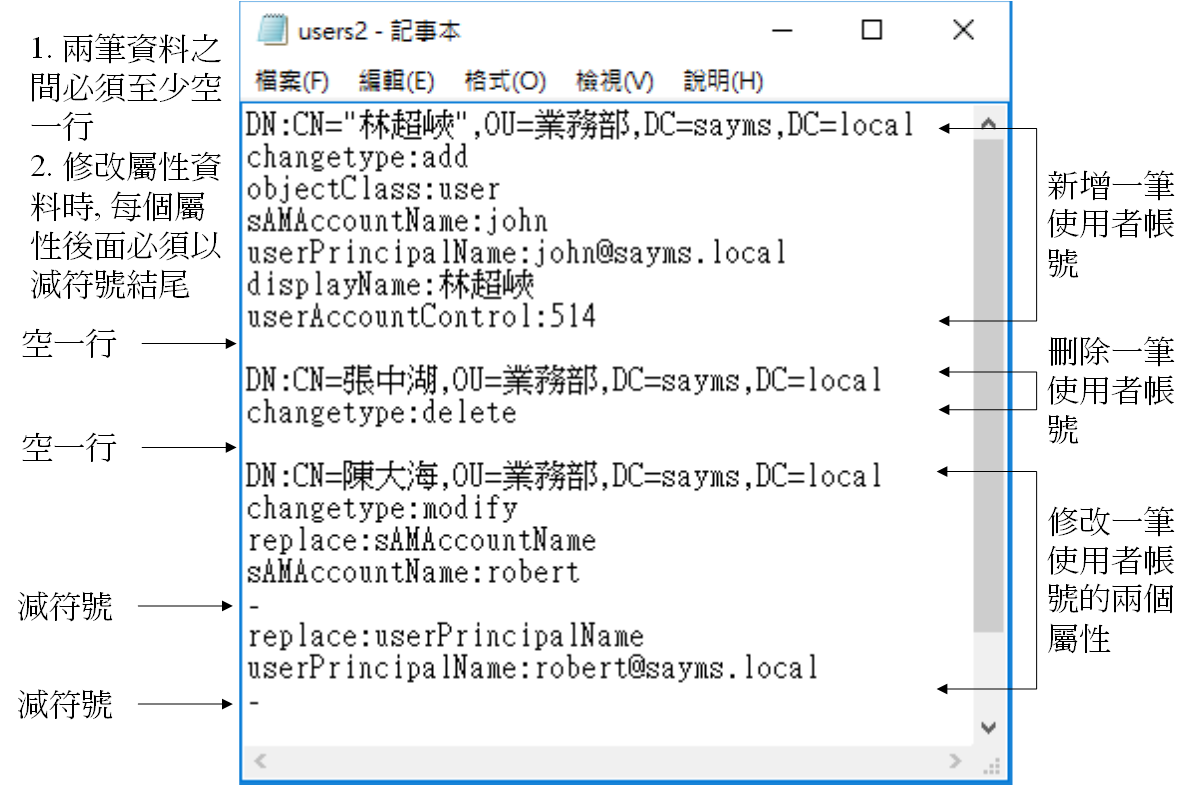 1. 兩筆資料之
間必須至少空
一行
2. 修改屬性資
料時, 每個屬
性後面必須以
減符號結尾
空一行
空一行
減符號
減符號
users2 - 記事本
檔案(F) 編輯(E) 格式(O) 檢視(V) 說明(H)
DN:CN="林超峽",OU=業務部,DC=sayms,DC=local
changetype:add
objectClass:user
sAMAccountName:john
userPrincipalName:john@sayms.local
displayName:林超峽
userAccountControl:514

DN:CN=張中湖,OU=業務部,DC=sayms,DC=local
changetype:delete

DN:CN=陳大海,OU=業務部,DC=sayms,DC=local
changetype:modify
replace:sAMAccountName
sAMAccountName:robert
-
replace:userPrincipalName
userPrincipalName:robert@sayms.local
-
新增一筆
使用者帳
號
刪除一筆
使用者帳
號
修改一筆
使用者帳
號的兩個
屬性